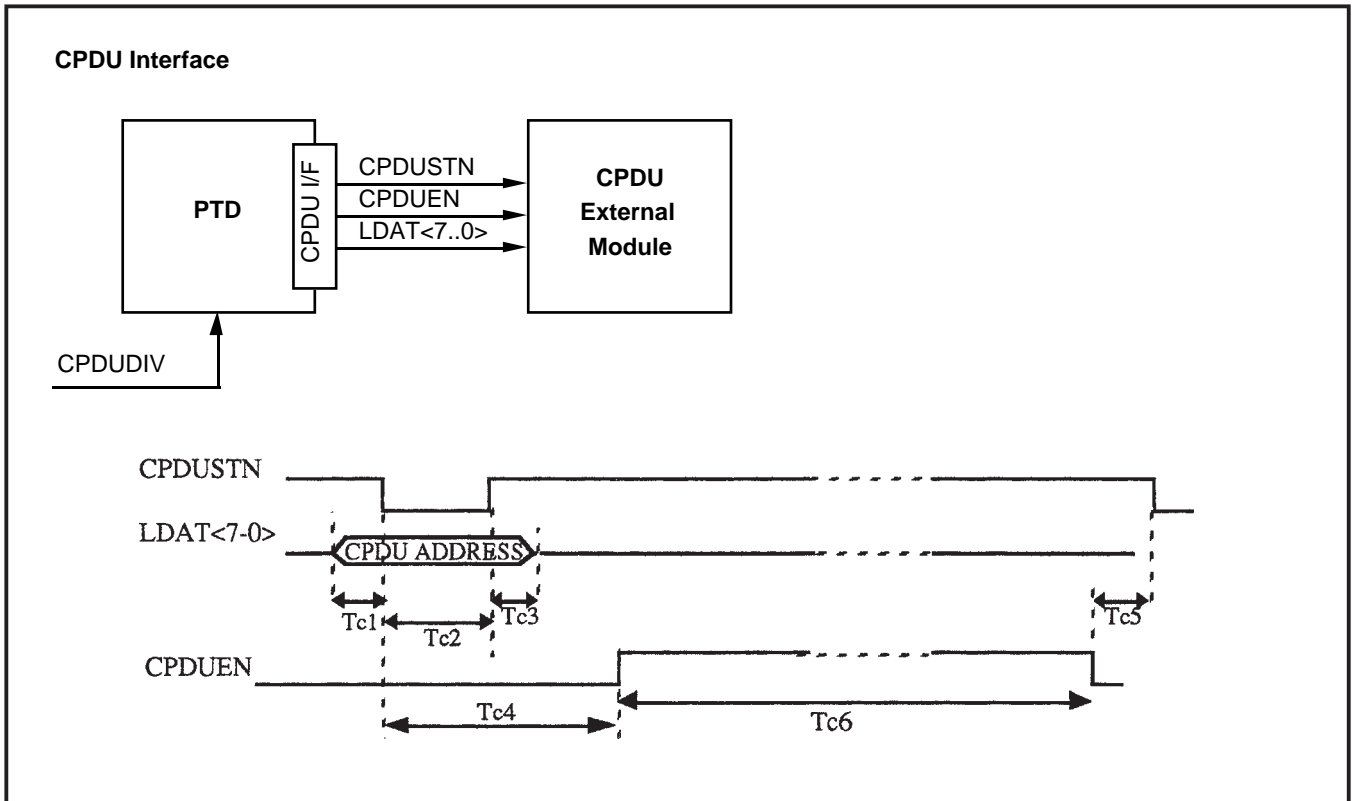 CPDU Interface
PTD
CPDU I/F
CPDUSTN
CPDUEN
LDAT<7..0>
CPDU
External
Module
CPDUDIV
CPDUSTN
LDAT<7-0>
CPDU ADDRESS
Tc1
Tc2
Tc3
Tc5
CPDUEN
Tc4
Tc6